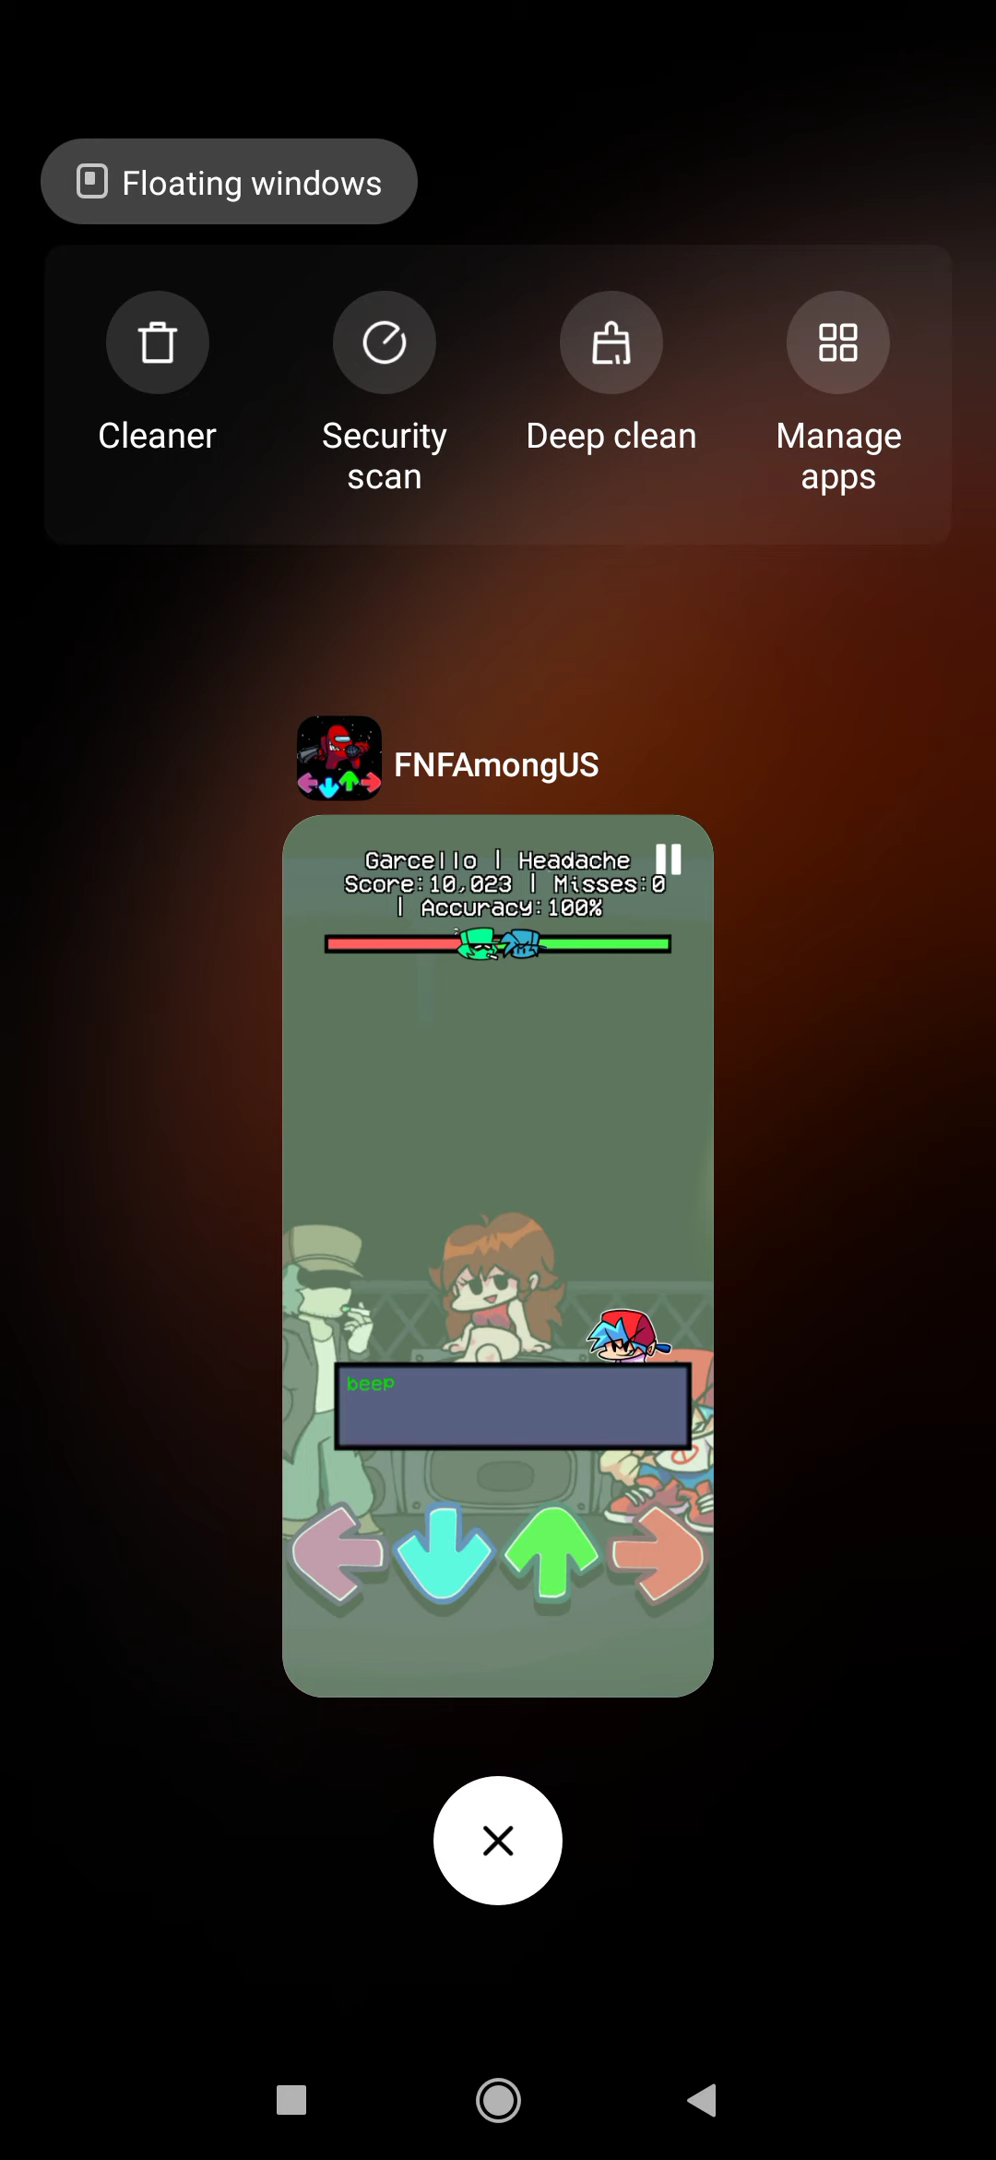 Floating windows
Cleaner
Security
scan
Deep clean
Manage
apps
FNFAmongUS
Garcello | Headache
Score:10,023 | Misses:0
| Accuracy:100%
beep